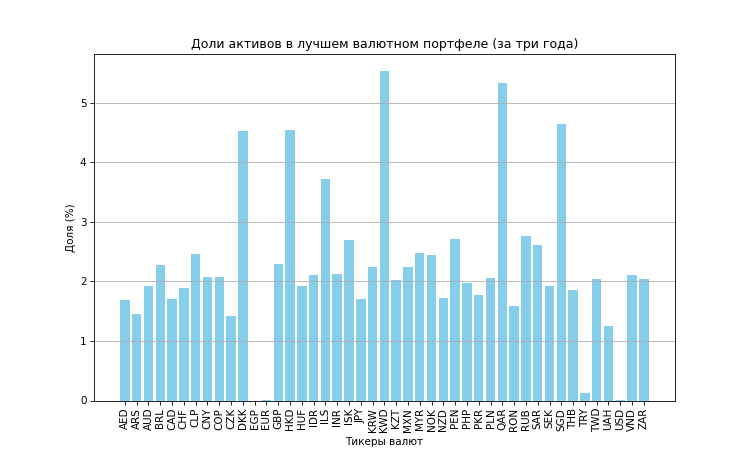 Доли активов в лучшем валютном портфеле (за три года)
Доля (%)
5
4
3
2
1
0
AED ARS AUD BRL CAD CHF CLP CNY COP CZK DKK EGP EUR GBP HKD HUF IDR ILS INR ISK JPY KRW KWD KZT MXN MYR NOK NZD PEN PHP PKR PLN QAR RON RUB SAR SEK SGD THB TRY TWD UAH USD VND ZAR
Тикеры валют